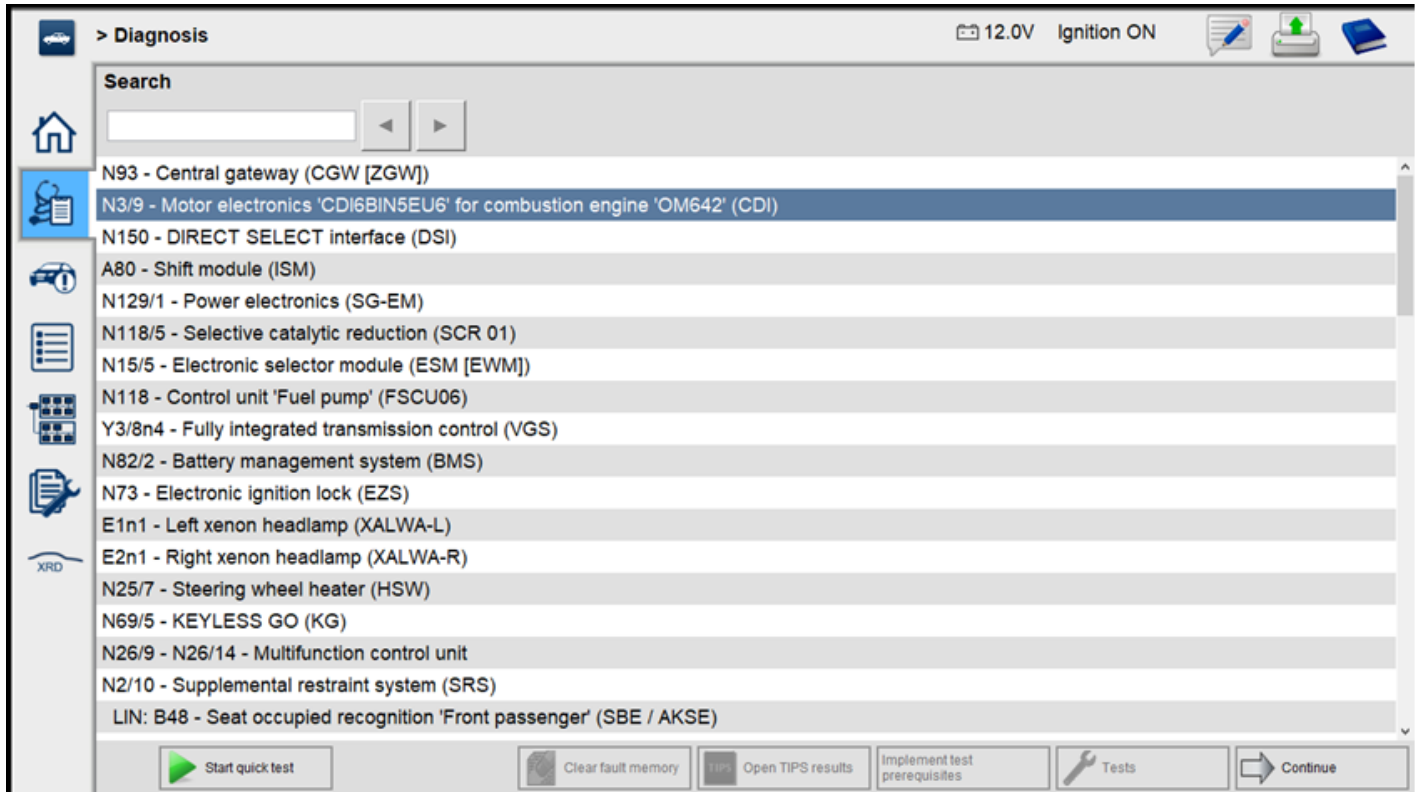 > Diagnosis
12.0V Ignition ON
Search
N93 - Central gateway (CGW [ZGW])
N3/9 - Motor electronics 'CDI6BIN5EU6' for combustion engine 'OM642' (CDI)
N150 - DIRECT SELECT interface (DSI)
A80 - Shift module (ISM)
N129/1 - Power electronics (SG-EM)
N118/5 - Selective catalytic reduction (SCR 01)
N15/5 - Electronic selector module (ESM [EWM])
N118 - Control unit 'Fuel pump' (FSCU06)
Y3/8n4 - Fully integrated transmission control (VGS)
N82/2 - Battery management system (BMS)
N73 - Electronic ignition lock (EZS)
E1n1 - Left xenon headlamp (XALWA-L)
E2n1 - Right xenon headlamp (XALWA-R)
XRD
N25/7 - Steering wheel heater (HSW)
N69/5 - KEYLESS GO (KG)
N26/9 - N26/14 - Multifunction control unit
N2/10 - Supplemental restraint system (SRS)
LIN: B48 - Seat occupied recognition 'Front passenger' (SBE / AKSE)
Start quick test
Clear fault memory
TIPS
Open TIPS results
Implement test
prerequisites
Tests
Continue